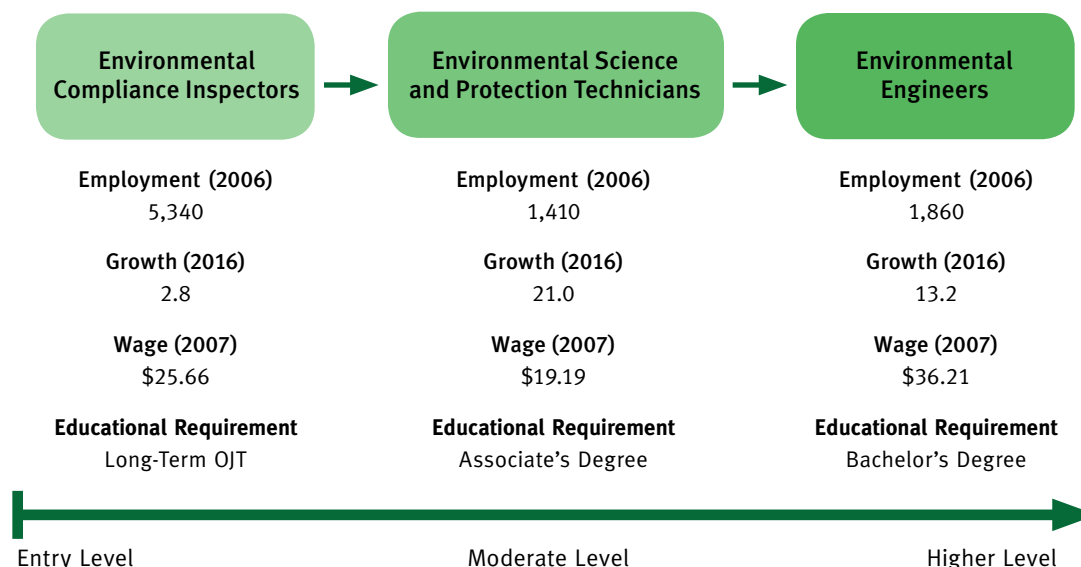 Environmental
Compliance Inspectors
Environmental Science
and Protection Technicians
Environmental
Engineers
Employment (2006)
5,340
Employment (2006)
1,410
Employment (2006)
1,860
Growth (2016)
2.8
Growth (2016)
21.0
Growth (2016)
13.2
Wage (2007)
$25.66
Wage (2007)
$19.19
Wage (2007)
$36.21
Educational Requirement
Long-Term OJT
Educational Requirement
Associate’s Degree
Educational Requirement
Bachelor’s Degree
Entry Level
Moderate Level
Higher Level